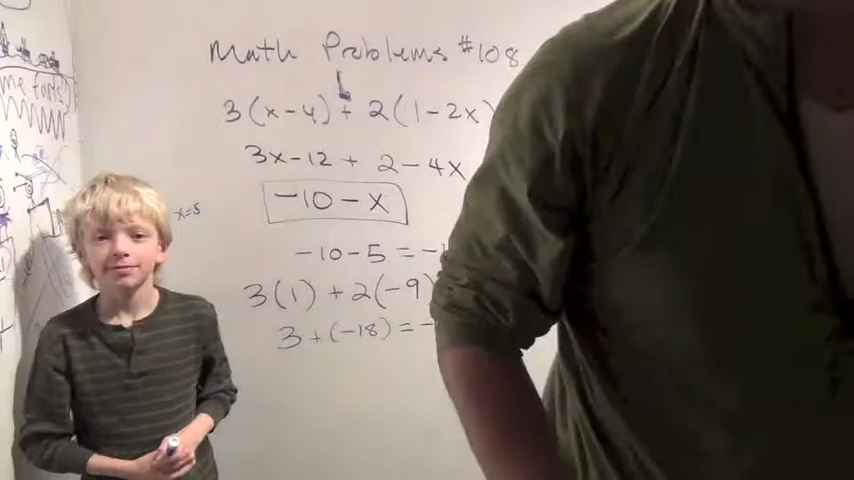 Math Problems #108
3(x-4) + 2(1-2x)
3x-12 + 2-4x
-10-x
x=5
-10-5 = -
3(1) + 2(-9)
3+(-18) = -